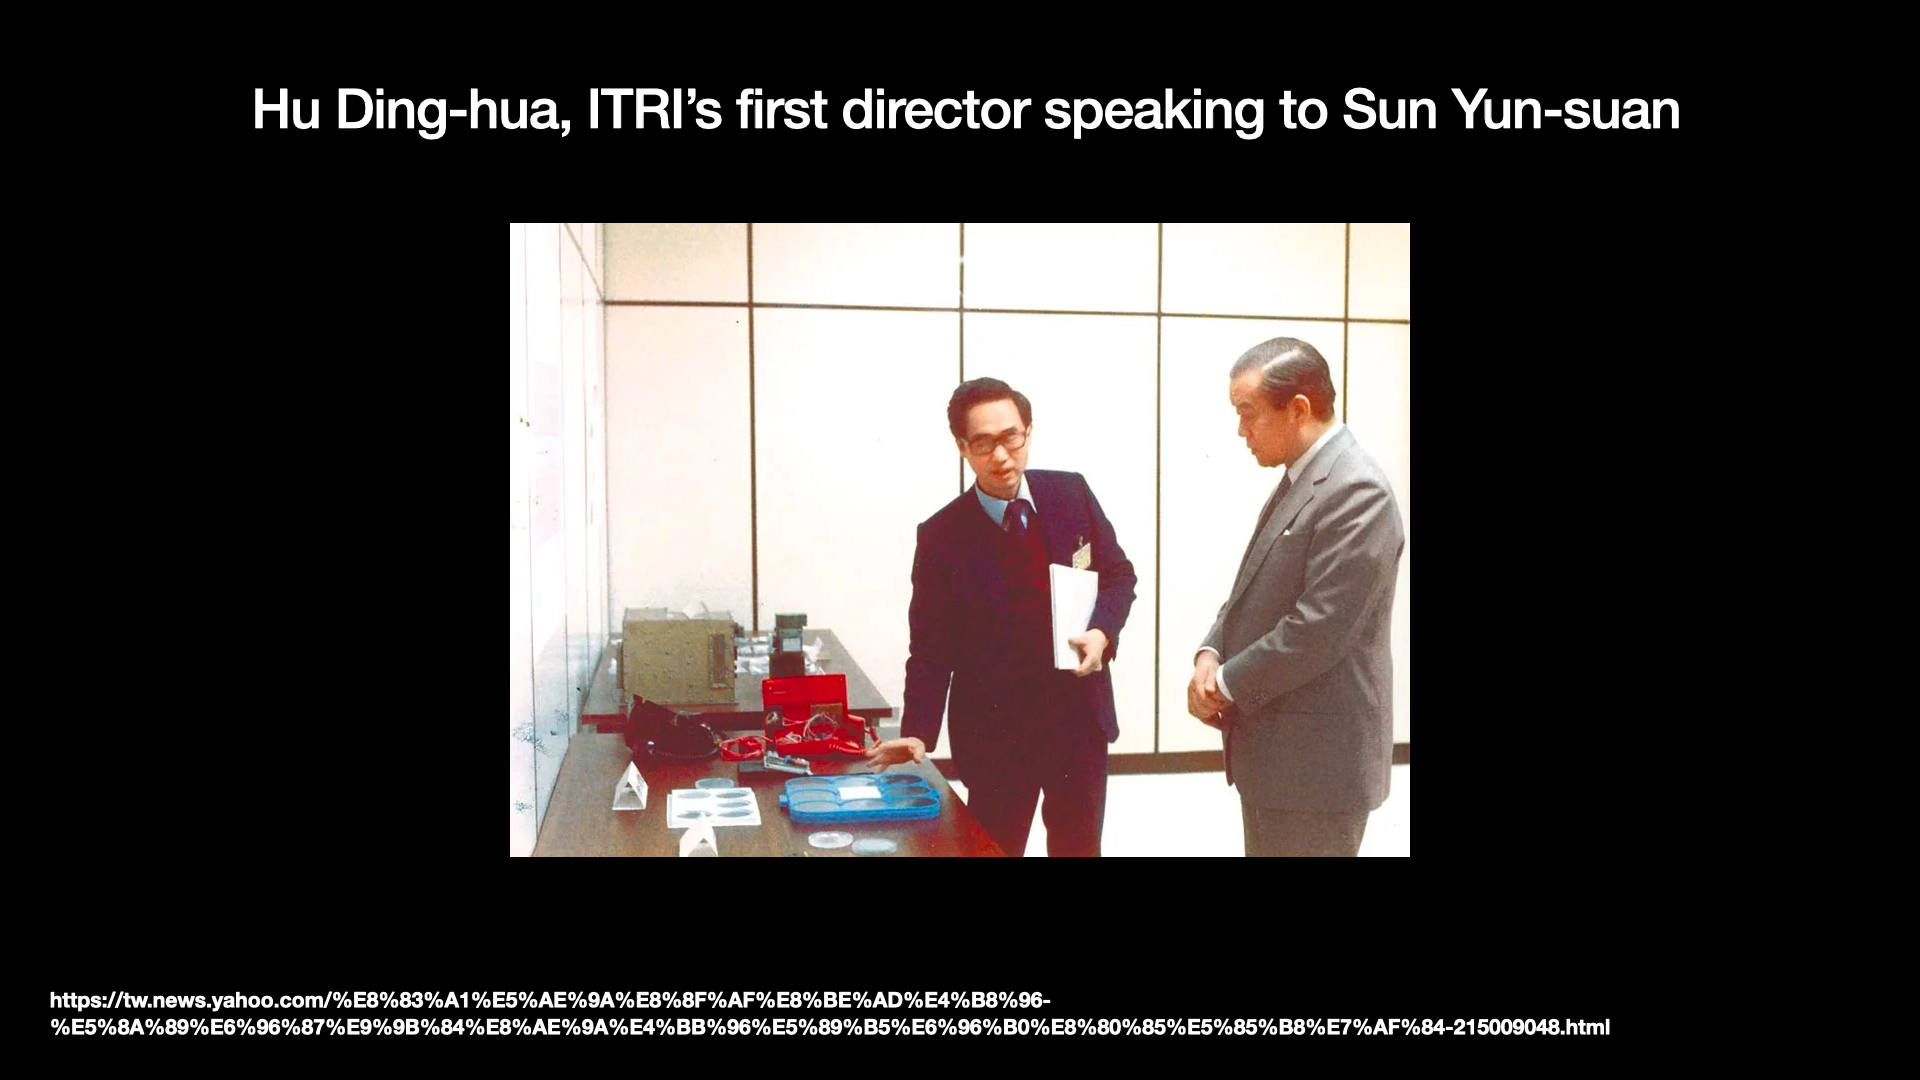 Hu Ding-hua, ITRI’s first director speaking to Sun Yun-suan
https://tw.news.yahoo.com/%E8%83%A1%E5%AE%9A%E8%8F%AF%E8%BE%AD%E4%B8%96-
%E5%8A%89%E6%96%87%E9%9B%84%E8%AE%9A%E4%BB%96%E5%89%B5%E6%96%B0%E8%80%85%E5%85%B8%E7%AF%84-215009048.html